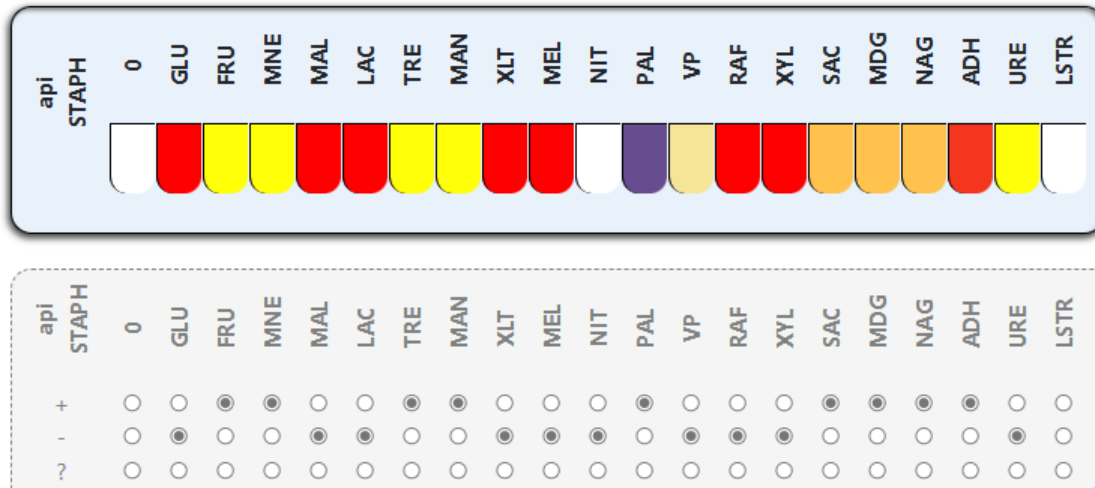 api STAPH 0 GLU FRU MNE MAL LAC TRE MAN XLT MEL NIT PAL VP RAF XYL SAC MDG NAG ADH URE LSTR
api STAPH 0 GLU FRU MNE MAL LAC TRE MAN XLT MEL NIT PAL VP RAF XYL SAC MDG NAG ADH URE LSTR
+
-
?